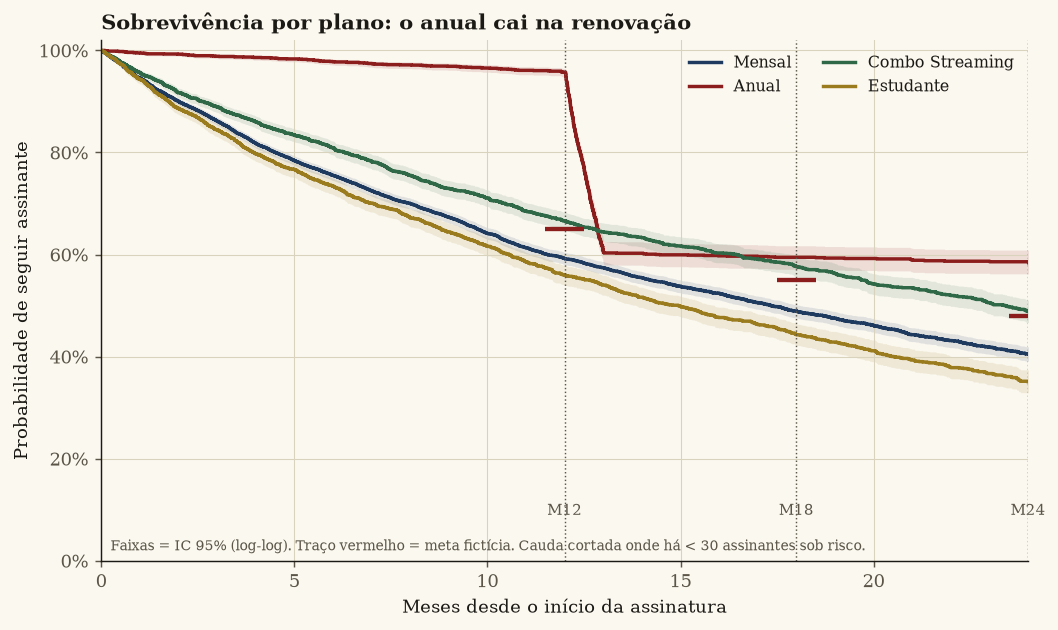 Sobrevivência por plano: o anual cai na renovação
Probabilidade de seguir assinante
100%
80%
60%
40%
20%
0%
Mensal
Anual
Combo Streaming
Estudante
M12
M18
M24
Faixas = IC 95% (log-log). Traço vermelho = meta fictícia. Cauda cortada onde há < 30 assinantes sob risco.
0
5
10
15
20
Meses desde o início da assinatura